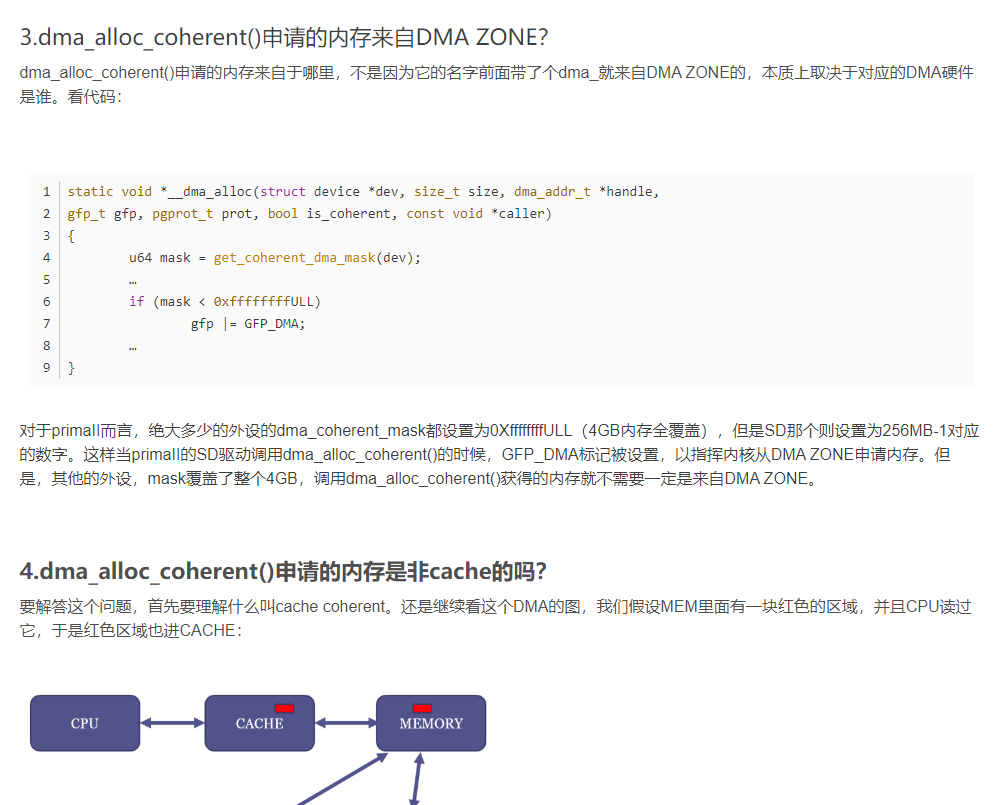 3.dma_alloc_coherent()申请的内存来自DMA ZONE？
dma_alloc_coherent()申请的内存来自于哪里，不是因为它的名字前面带了个dma_就来自DMA ZONE的，本质上取决于对应的DMA硬件
是谁。看代码：
1 static void *__dma_alloc(struct device *dev, size_t size, dma_addr_t *handle,
2 gfp_t gfp, pgprot_t prot, bool is_coherent, const void *caller)
3 {
4 u64 mask = get_coherent_dma_mask(dev);
5 …
6 if (mask < 0xffffffffULL)
7 gfp |= GFP_DMA;
8 …
9 }
对于primaII而言，绝大多少的外设的dma_coherent_mask都设置为0XffffffffULL（4GB内存全覆盖），但是SD那个则设置为256MB-1对应
的数字。这样当primaII的SD驱动调用dma_alloc_coherent()的时候，GFP_DMA标记被设置，以指挥内核从DMA ZONE申请内存。但
是，其他的外设，mask覆盖了整个4GB，调用dma_alloc_coherent()获得的内存就不需要一定是来自DMA ZONE。
4.dma_alloc_coherent()申请的内存是非cache的吗？
要解答这个问题，首先要理解什么叫cache coherent。还是继续看这个DMA的图，我们假设MEM里面有一块红色的区域，并且CPU读过
它，于是红色区域也进CACHE：
CPU
CACHE
MEMORY